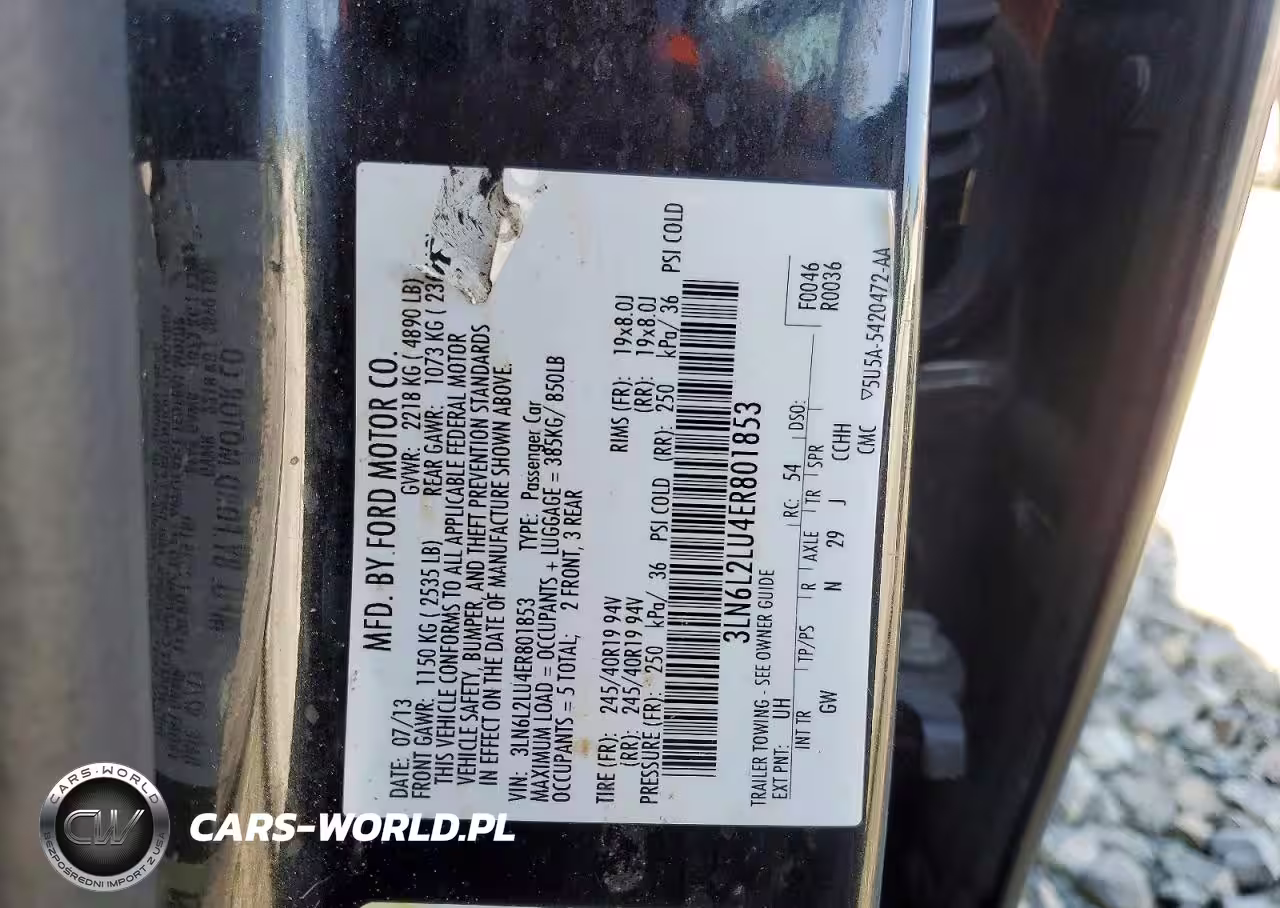 MFD. BY FORD MOTOR CO.
DATE: 07/13 GVWR: 2218 KG ( 4890 LB)
FRONT GAWR: 1150 KG (2535 LB) REAR GAWR: 1073 KG (
THIS VEHICLE CONFORMS TO ALL APPLICABLE FEDERAL MOTOR
VEHICLE SAFETY, BUMPER, AND THEFT PREVENTION STANDARDS
IN EFFECT ON THE DATE OF MANUFACTURE SHOWN ABOVE.
VIN: 3LN6L2LU4ER801853 TYPE: Passenger Car
MAXIMUM LOAD = OCCUPANTS + LUGGAGE = 385KG/ 850LB
OCCUPANTS = 5 TOTAL; 2 FRONT, 3 REAR
TIRE (FR): 245/40R19 94V RIMS (FR): 19x8.0J
(RR): 245/40R19 94V (RR): 19x8.0J
PRESSURE (FR): 250 kPa/ 36 PSI COLD (RR): 250 kPa/ 36 PSI COLD
3LN6L2LU4ER801853
TRAILER TOWING - SEE OWNER GUIDE
EXT PNT: UH RC: 54 DSO: F0046
R0036
INT TR TP/PS R AXLE TR SPR
GW N 29 J CCHH
CMC
▽5U5A-5420472-AA
CARS-WORLD
CW
BEZPOŚREDNI IMPORT Z USA
CARS-WORLD.PL